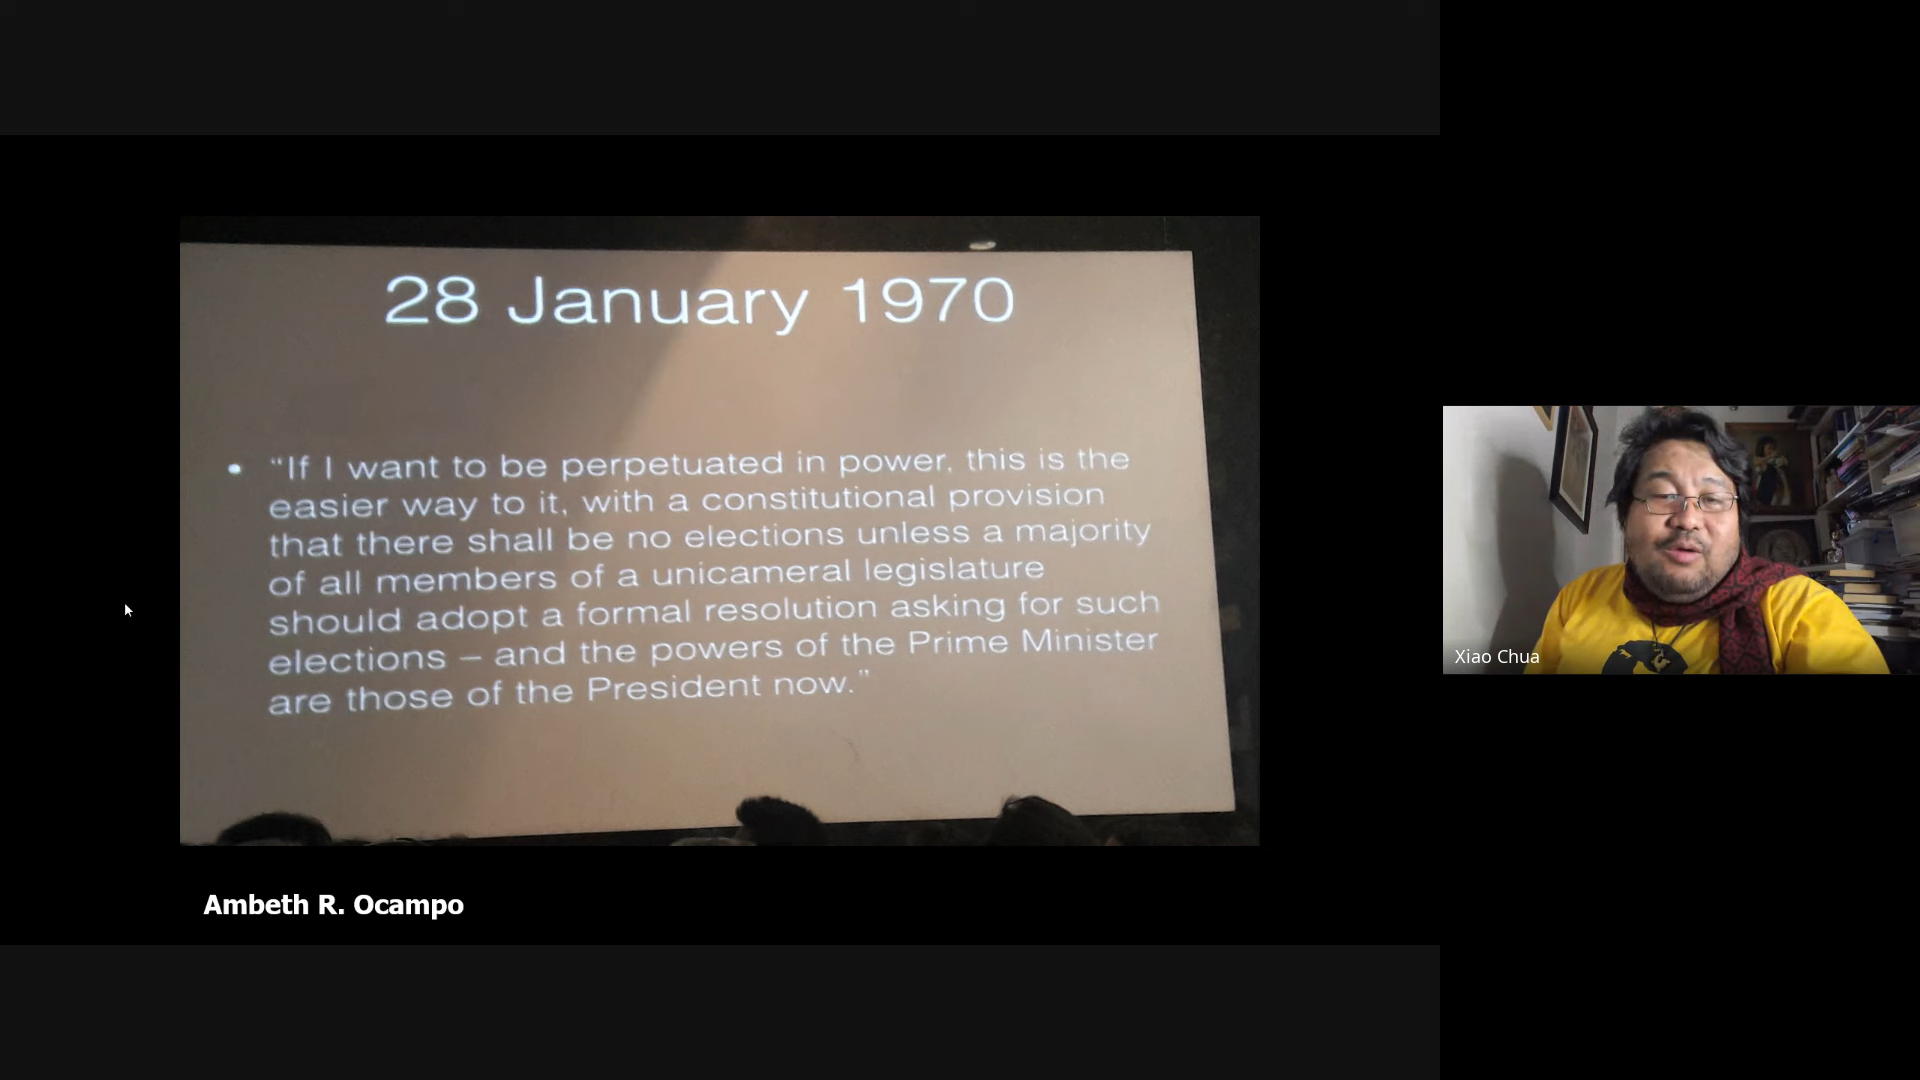 28 January 1970
• “If I want to be perpetuated in power, this is the
easier way to it, with a constitutional provision
that there shall be no elections unless a majority
of all members of a unicameral legislature
should adopt a formal resolution asking for such
elections – and the powers of the Prime Minister
are those of the President now.”
Xiao Chua
Ambeth R. Ocampo